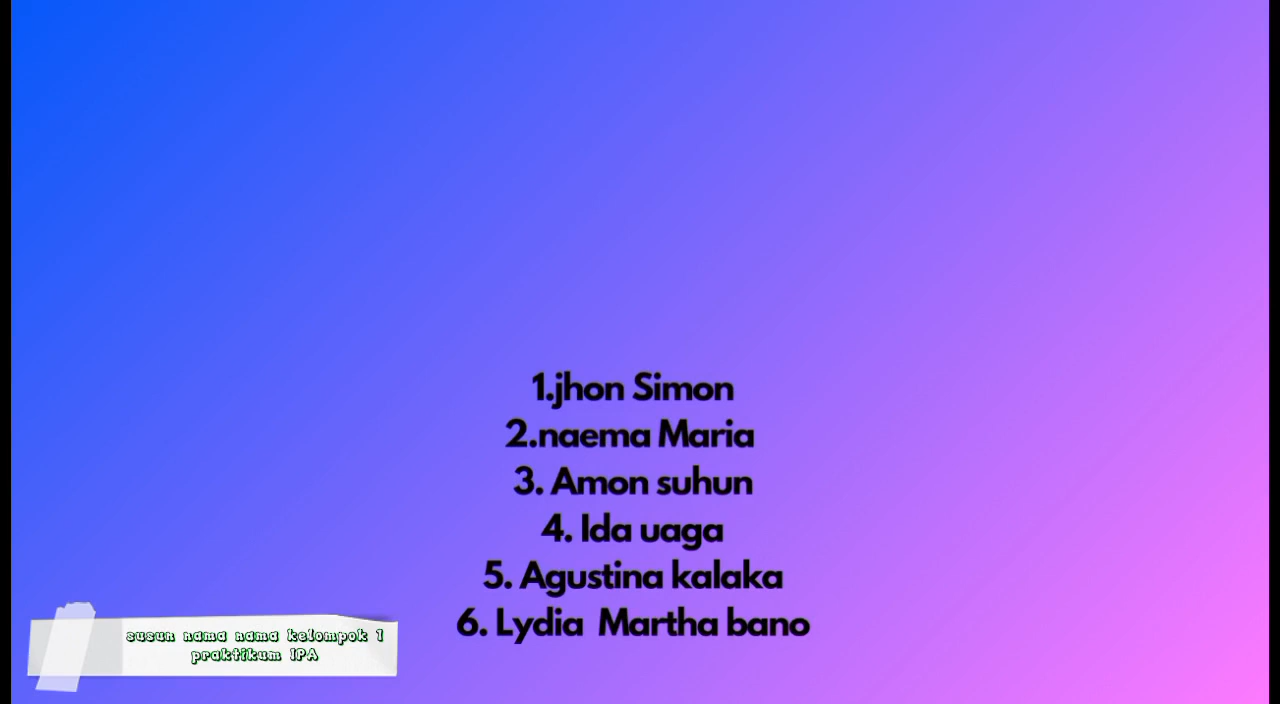 1.jhon Simon
2.naema Maria
3. Amon suhun
4. Ida uaga
5. Agustina kalaka
6. Lydia Martha bano
susun nama nama kelompok 1
praktikum IPA